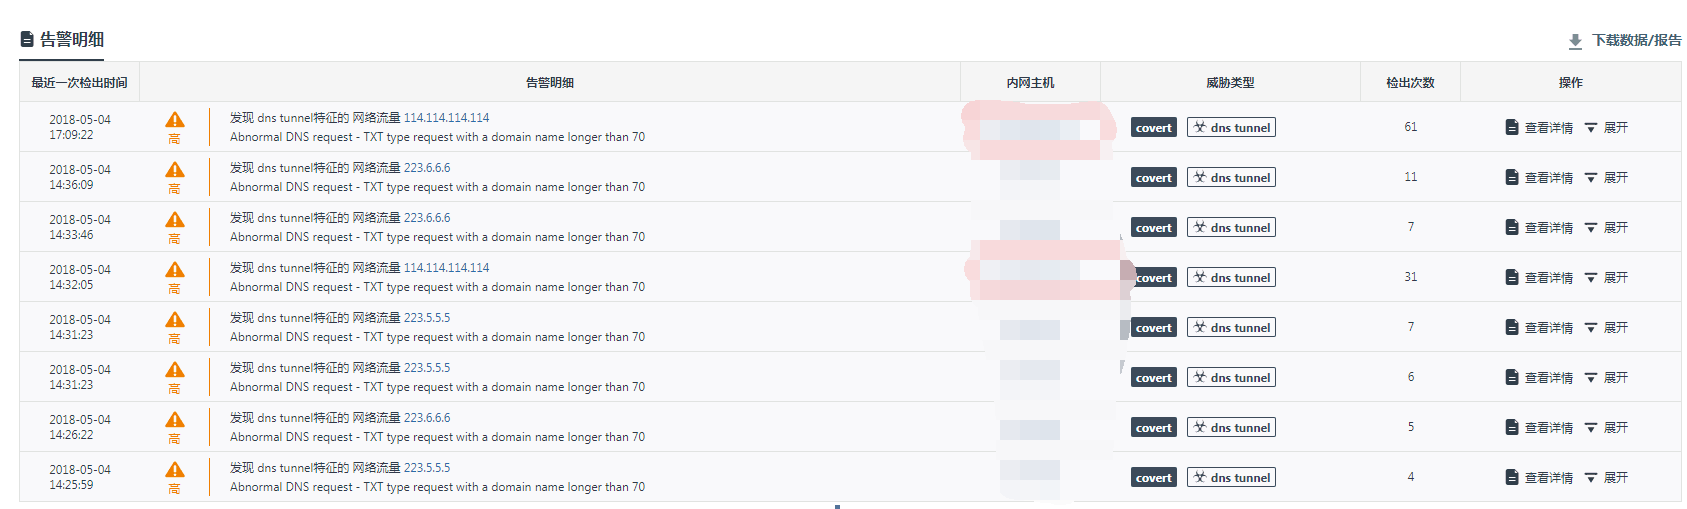 告警明细
下载数据/报告
最近一次检出时间 告警明细 内网主机 威胁类型 检出次数 操作
2018-05-04 17:09:22
高
发现 dns tunnel特征的 网络流量 114.114.114.114
Abnormal DNS request - TXT type request with a domain name longer than 70
covert dns tunnel 61 查看详情 展开
2018-05-04 14:36:09
高
发现 dns tunnel特征的 网络流量 223.6.6.6
Abnormal DNS request - TXT type request with a domain name longer than 70
covert dns tunnel 11 查看详情 展开
2018-05-04 14:33:46
高
发现 dns tunnel特征的 网络流量 223.6.6.6
Abnormal DNS request - TXT type request with a domain name longer than 70
covert dns tunnel 7 查看详情 展开
2018-05-04 14:32:05
高
发现 dns tunnel特征的 网络流量 114.114.114.114
Abnormal DNS request - TXT type request with a domain name longer than 70
covert dns tunnel 31 查看详情 展开
2018-05-04 14:31:23
高
发现 dns tunnel特征的 网络流量 223.5.5.5
Abnormal DNS request - TXT type request with a domain name longer than 70
covert dns tunnel 7 查看详情 展开
2018-05-04 14:31:23
高
发现 dns tunnel特征的 网络流量 223.5.5.5
Abnormal DNS request - TXT type request with a domain name longer than 70
covert dns tunnel 6 查看详情 展开
2018-05-04 14:26:22
高
发现 dns tunnel特征的 网络流量 223.6.6.6
Abnormal DNS request - TXT type request with a domain name longer than 70
covert dns tunnel 5 查看详情 展开
2018-05-04 14:25:59
高
发现 dns tunnel特征的 网络流量 223.5.5.5
Abnormal DNS request - TXT type request with a domain name longer than 70
covert dns tunnel 4 查看详情 展开